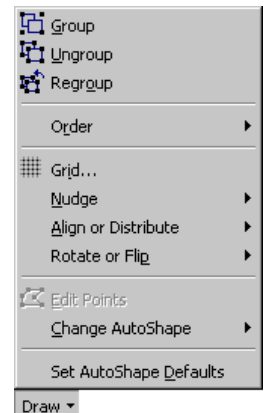 Group
Ungroup
Regroup
Order
Grid...
Nudge
Align or Distribute
Rotate or Flip
Edit Points
Change AutoShape
Set AutoShape Defaults
Draw